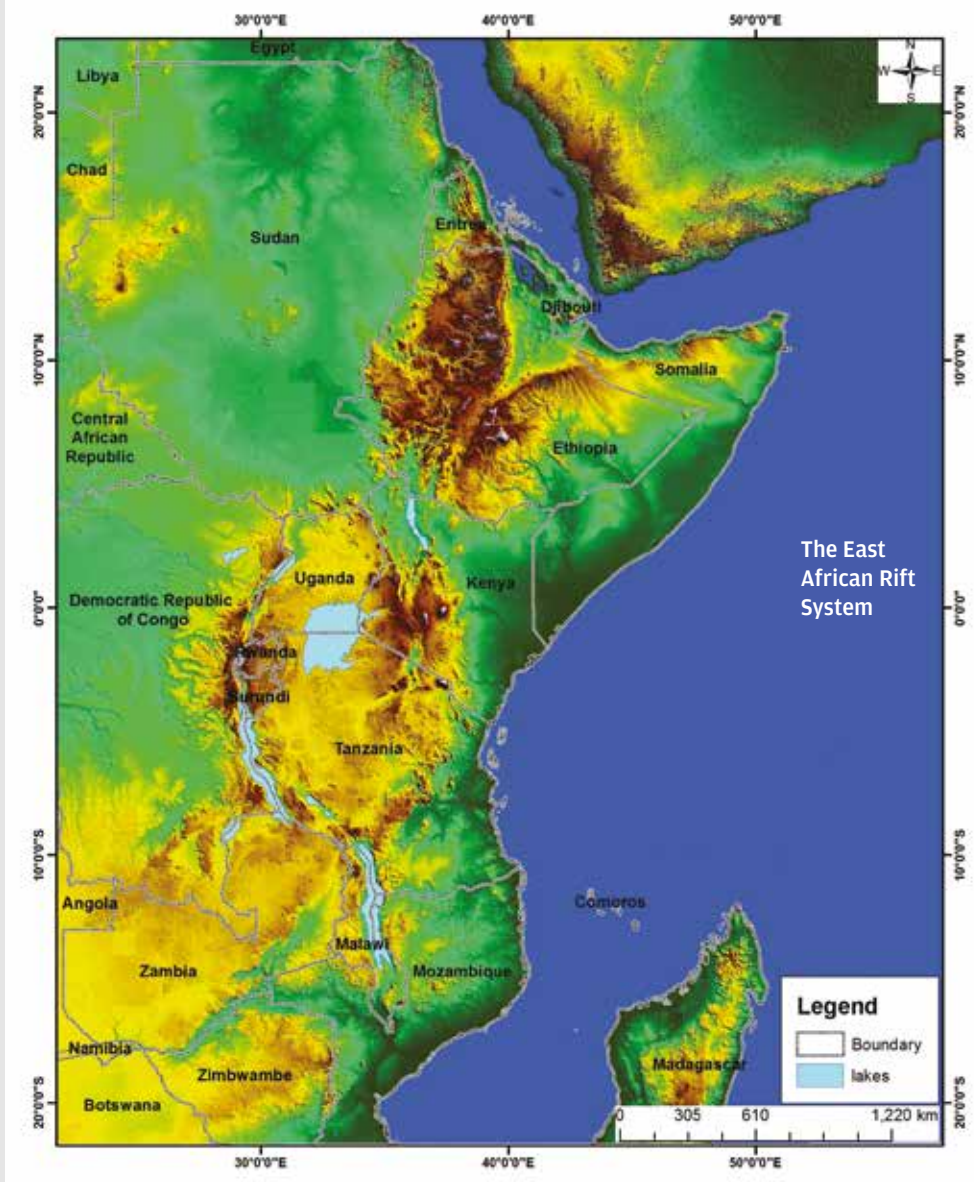 30°0'0"E
40°0'0"E
50°0'0"E
Egypt
Libya
N
W
E
S
20°0'0"N
20°0'0"N
Chad
Eritrea
Sudan
Djibouti
10°0'0"N
10°0'0"N
Somalia
Central
African
Republic
Ethiopia
The East
African Rift
System
Uganda
Kenya
Democratic Republic
of Congo
0°0'0"
0°0'0"
Rwanda
Burundi
Tanzania
10°0'0"S
10°0'0"S
Angola
Comoros
Malawi
Zambia
Mozambique
Legend
Boundary
lakes
Namibia
Zimbwambe
Madagascar
Botswana
20°0'0"S
20°0'0"S
0 305 610 1,220 km
30°0'0"E
40°0'0"E
50°0'0"E